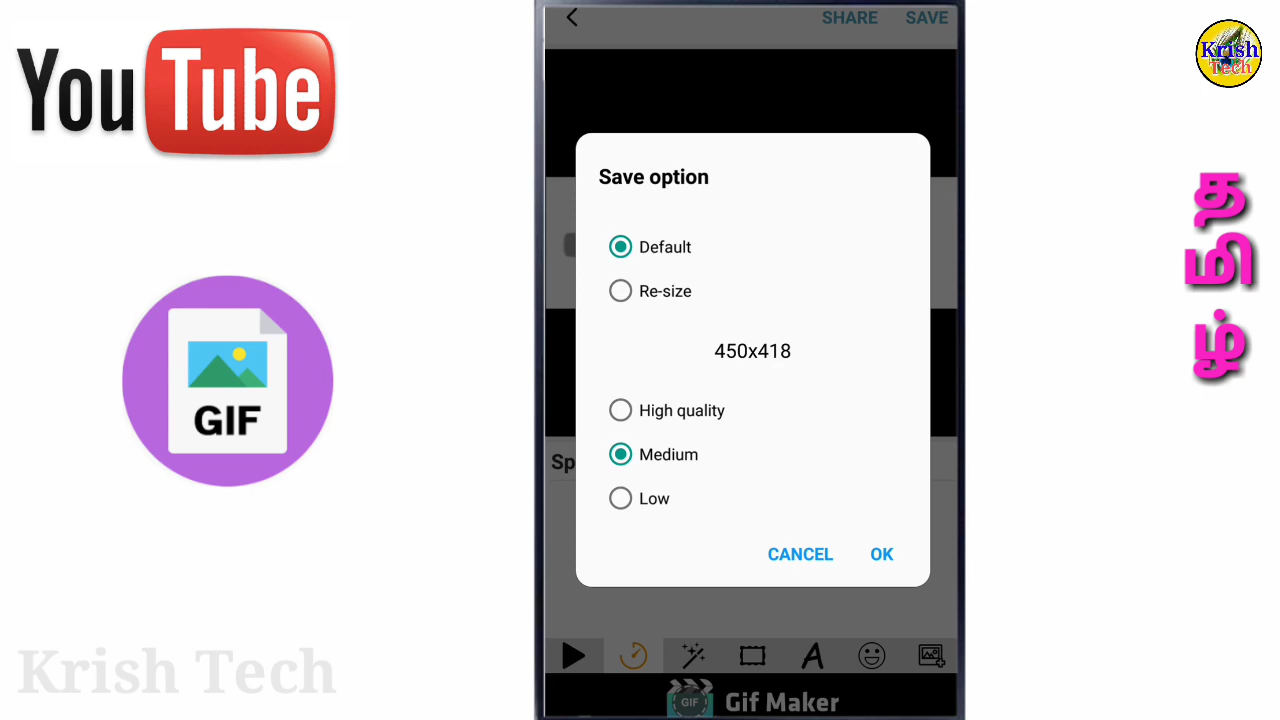 YouTube
GIF
Krish Tech
SHARE SAVE
Save option
Default
Re-size
450x418
High quality
Medium
Low
CANCEL OK
Sp
A
GIF
Gif Maker
Krish
Tech
த
மி
ழ்